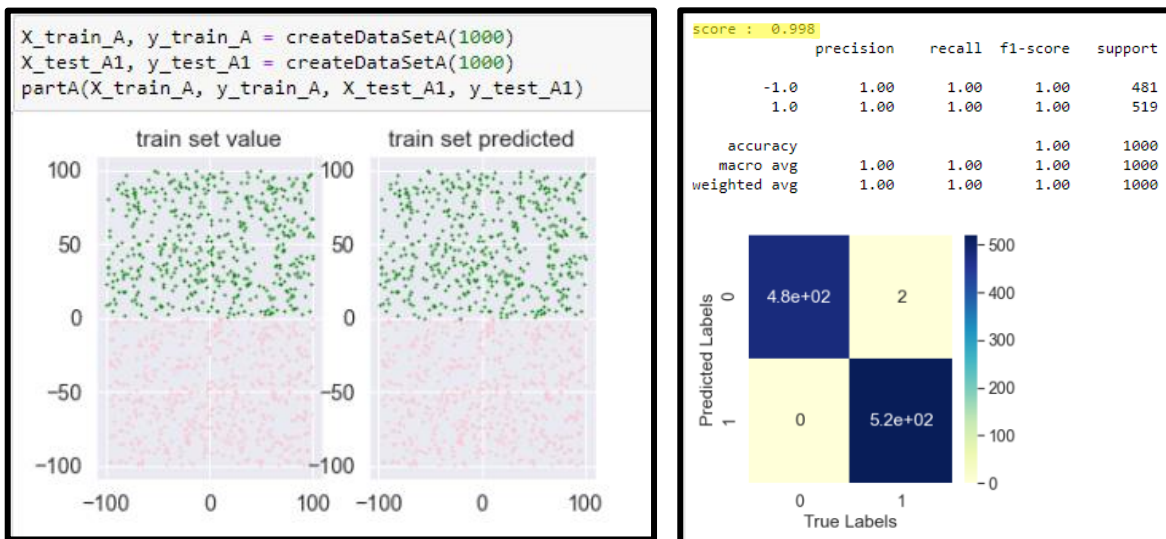 X_train_A, y_train_A = createDataSetA(1000)
X_test_A1, y_test_A1 = createDataSetA(1000)
partA(X_train_A, y_train_A, X_test_A1, y_test_A1)
train set value train set predicted
100 100
50 50
0 0
−50 −50
−100 −100
−100 0 100 −100 0 100
score : 0.998
precision recall f1-score support
-1.0 1.00 1.00 1.00 481
1.0 1.00 1.00 1.00 519
accuracy 1.00 1000
macro avg 1.00 1.00 1.00 1000
weighted avg 1.00 1.00 1.00 1000
Predicted Labels
0 4.8e+02 2
1 0 5.2e+02
0 1
True Labels
500
400
300
200
100
0